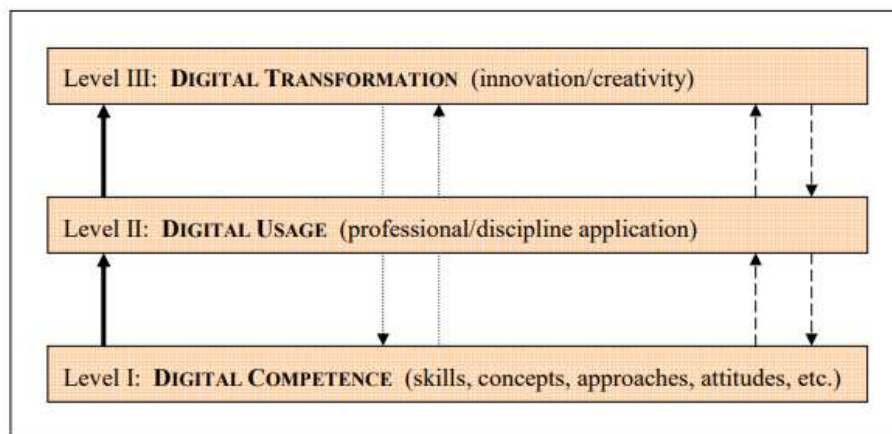 Level III: DIGITAL TRANSFORMATION (innovation/creativity)
Level II: DIGITAL USAGE (professional/discipline application)
Level I: DIGITAL COMPETENCE (skills, concepts, approaches, attitudes, etc.)